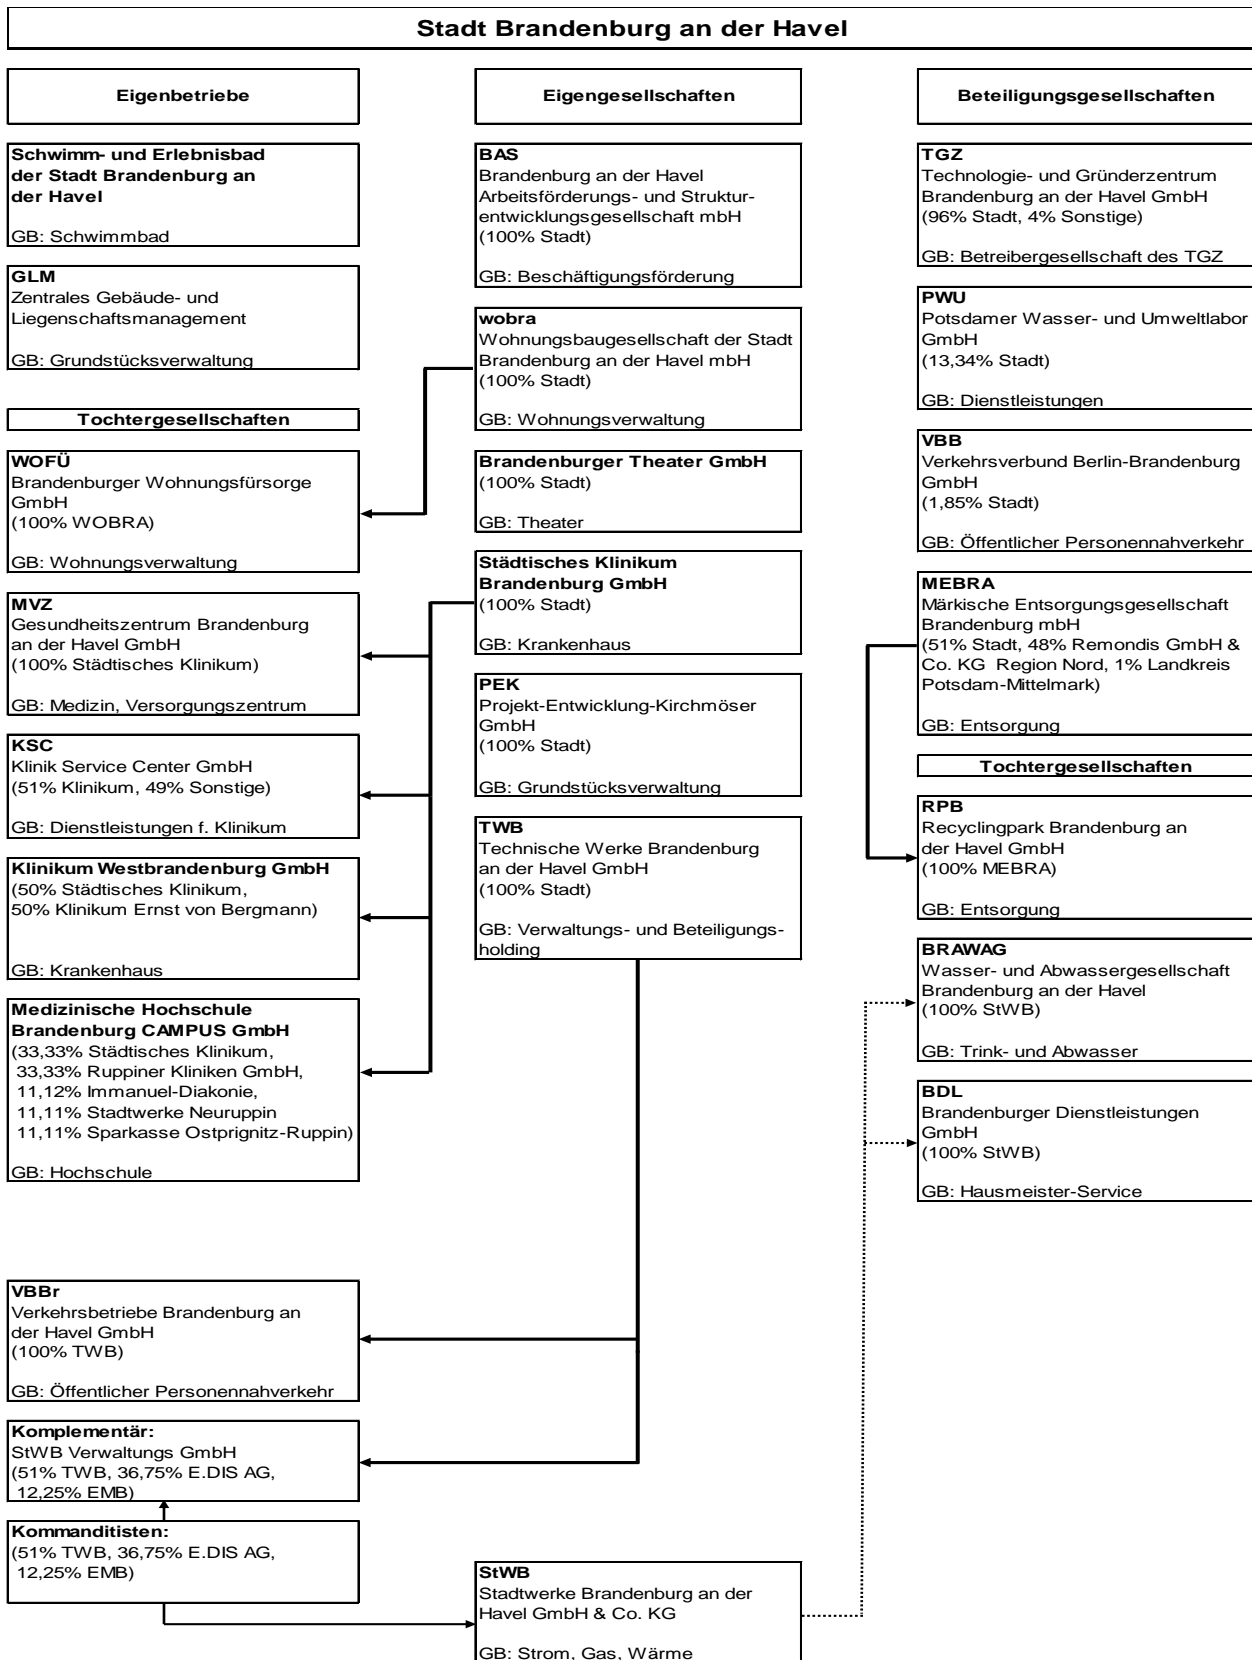 Stadt Brandenburg an der Havel
Eigenbetriebe
Schwimm- und Erlebnisbad
der Stadt Brandenburg an
der Havel
GB: Schwimmbad
GLM
Zentrales Gebäude- und
Liegenschaftsmanagement
GB: Grundstücksverwaltung
Tochtergesellschaften
WOFÜ
Brandenburger Wohnungsfürsorge
GmbH
(100% WOBRA)
GB: Wohnungsverwaltung
MVZ
Gesundheitszentrum Brandenburg
an der Havel GmbH
(100% Städtisches Klinikum)
GB: Medizin, Versorgungszentrum
KSC
Klinik Service Center GmbH
(51% Klinikum, 49% Sonstige)
GB: Dienstleistungen f. Klinikum
Klinikum Westbrandenburg GmbH
(50% Städtisches Klinikum,
50% Klinikum Ernst von Bergmann)
GB: Krankenhaus
Medizinische Hochschule
Brandenburg CAMPUS GmbH
(33,33% Städtisches Klinikum,
33,33% Ruppiner Kliniken GmbH,
11,12% Immanuel-Diakonie,
11,11% Stadtwerke Neuruppin
11,11% Sparkasse Ostprignitz-Ruppin)
GB: Hochschule
VBBr
Verkehrsbetriebe Brandenburg an
der Havel GmbH
(100% TWB)
GB: Öffentlicher Personennahverkehr
Komplementär:
StWB Verwaltungs GmbH
(51% TWB, 36,75% E.DIS AG,
12,25% EMB)
Kommanditisten:
(51% TWB, 36,75% E.DIS AG,
12,25% EMB)
Eigengesellschaften
BAS
Brandenburg an der Havel
Arbeitsförderungs- und Struktur-
entwicklungsgesellschaft mbH
(100% Stadt)
GB: Beschäftigungsförderung
wobra
Wohnungsbaugesellschaft der Stadt
Brandenburg an der Havel mbH
(100% Stadt)
GB: Wohnungsverwaltung
Brandenburger Theater GmbH
(100% Stadt)
GB: Theater
Städtisches Klinikum
Brandenburg GmbH
(100% Stadt)
GB: Krankenhaus
PEK
Projekt-Entwicklung-Kirchmöser
GmbH
(100% Stadt)
GB: Grundstücksverwaltung
TWB
Technische Werke Brandenburg
an der Havel GmbH
(100% Stadt)
GB: Verwaltungs- und Beteiligungs-
holding
StWB
Stadtwerke Brandenburg an der
Havel GmbH & Co. KG
GB: Strom, Gas, Wärme
Beteiligungsgesellschaften
TGZ
Technologie- und Gründerzentrum
Brandenburg an der Havel GmbH
(96% Stadt, 4% Sonstige)
GB: Betreibergesellschaft des TGZ
PWU
Potsdamer Wasser- und Umweltlabor
GmbH
(13,34% Stadt)
GB: Dienstleistungen
VBB
Verkehrsverbund Berlin-Brandenburg
GmbH
(1,85% Stadt)
GB: Öffentlicher Personennahverkehr
MEBRA
Märkische Entsorgungsgesellschaft
Brandenburg mbH
(51% Stadt, 48% Remondis GmbH &
Co. KG Region Nord, 1% Landkreis
Potsdam-Mittelmark)
GB: Entsorgung
Tochtergesellschaften
RPB
Recyclingpark Brandenburg an
der Havel GmbH
(100% MEBRA)
GB: Entsorgung
BRAWAG
Wasser- und Abwassergesellschaft
Brandenburg an der Havel
(100% StWB)
GB: Trink- und Abwasser
BDL
Brandenburger Dienstleistungen
GmbH
(100% StWB)
GB: Hausmeister-Service